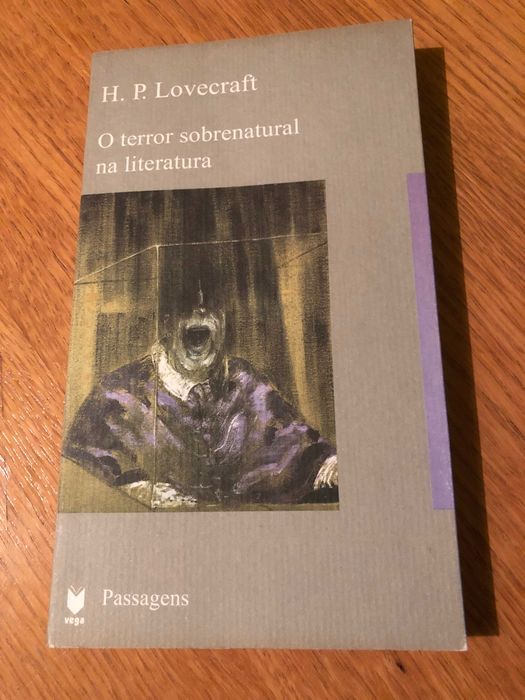 H. P. Lovecraft
O terror sobrenatural
na literatura
vega
Passagens